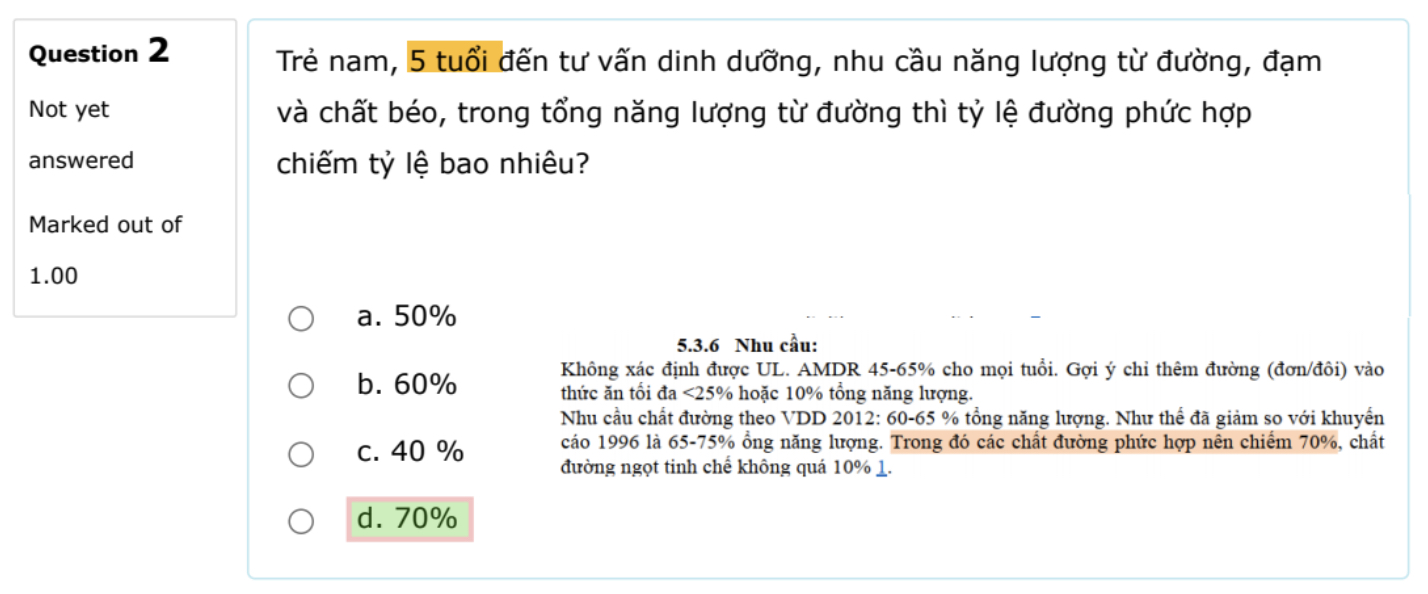 Question 2
Not yet
answered
Marked out of
1.00
Trẻ nam, 5 tuổi đến tư vấn dinh dưỡng, nhu cầu năng lượng từ đường, đạm
và chất béo, trong tổng năng lượng từ đường thì tỷ lệ đường phức hợp
chiếm tỷ lệ bao nhiêu?
a. 50%
b. 60%
c. 40 %
d. 70%
5.3.6 Nhu cầu:
Không xác định được UL. AMDR 45-65% cho mọi tuổi. Gợi ý chỉ thêm đường (đơn/đôi) vào
thức ăn tối đa <25% hoặc 10% tổng năng lượng.
Nhu cầu chất đường theo VDD 2012: 60-65 % tổng năng lượng. Như thế đã giảm so với khuyến
cáo 1996 là 65-75% ổng năng lượng. Trong đó các chất đường phức hợp nên chiếm 70%, chất
đường ngọt tinh chế không quá 10% 1.